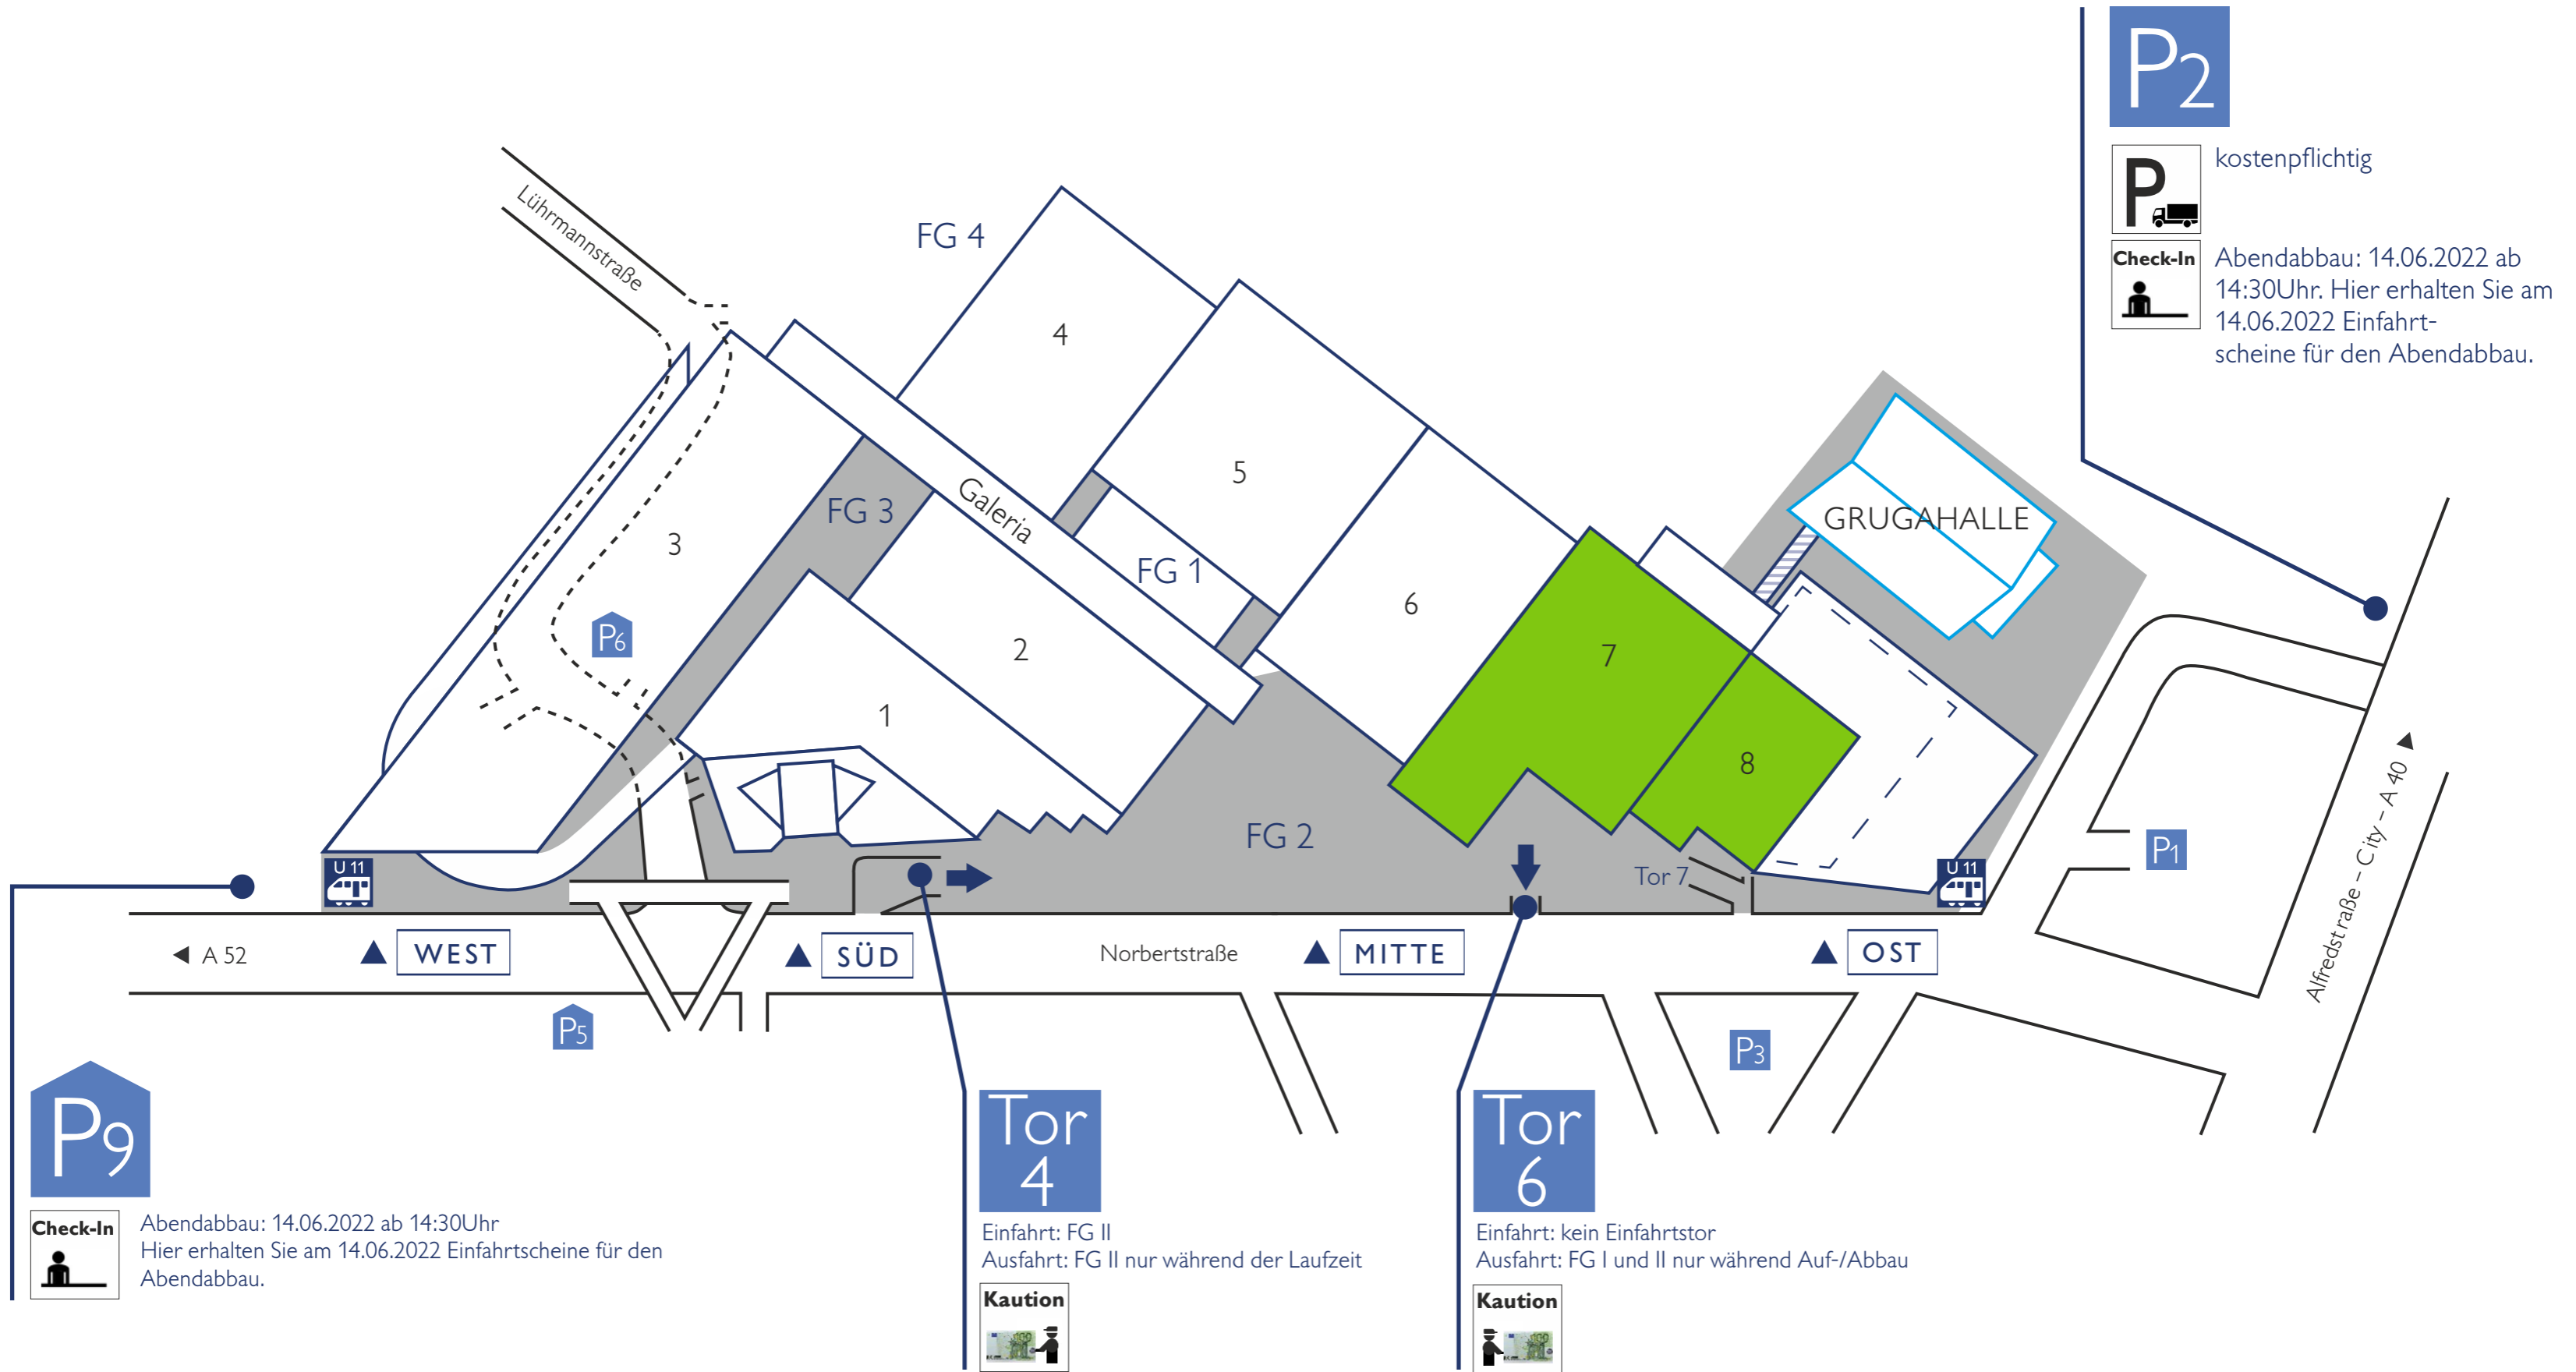 P2
P
kostenpflichtig
Check-In
Abendabbau: 14.06.2022 ab
14:30Uhr. Hier erhalten Sie am
14.06.2022 Einfahrt-
scheine für den Abendabbau.
Lührmannstraße
FG 4
4
5
3
FG 3
Galeria
FG 1
6
GRUGAHALLE
P6
2
7
1
8
FG 2
Tor 7
U 11
U 11
P1
Alfredstraße – City – A 40
A 52
WEST
SÜD
Norbertstraße
MITTE
OST
P5
P3
P9
Check-In
Abendabbau: 14.06.2022 ab 14:30Uhr
Hier erhalten Sie am 14.06.2022 Einfahrtscheine für den
Abendabbau.
Tor
4
Einfahrt: FG II
Ausfahrt: FG II nur während der Laufzeit
Kaution
100
Tor
6
Einfahrt: kein Einfahrtstor
Ausfahrt: FG I und II nur während Auf-/Abbau
Kaution
100